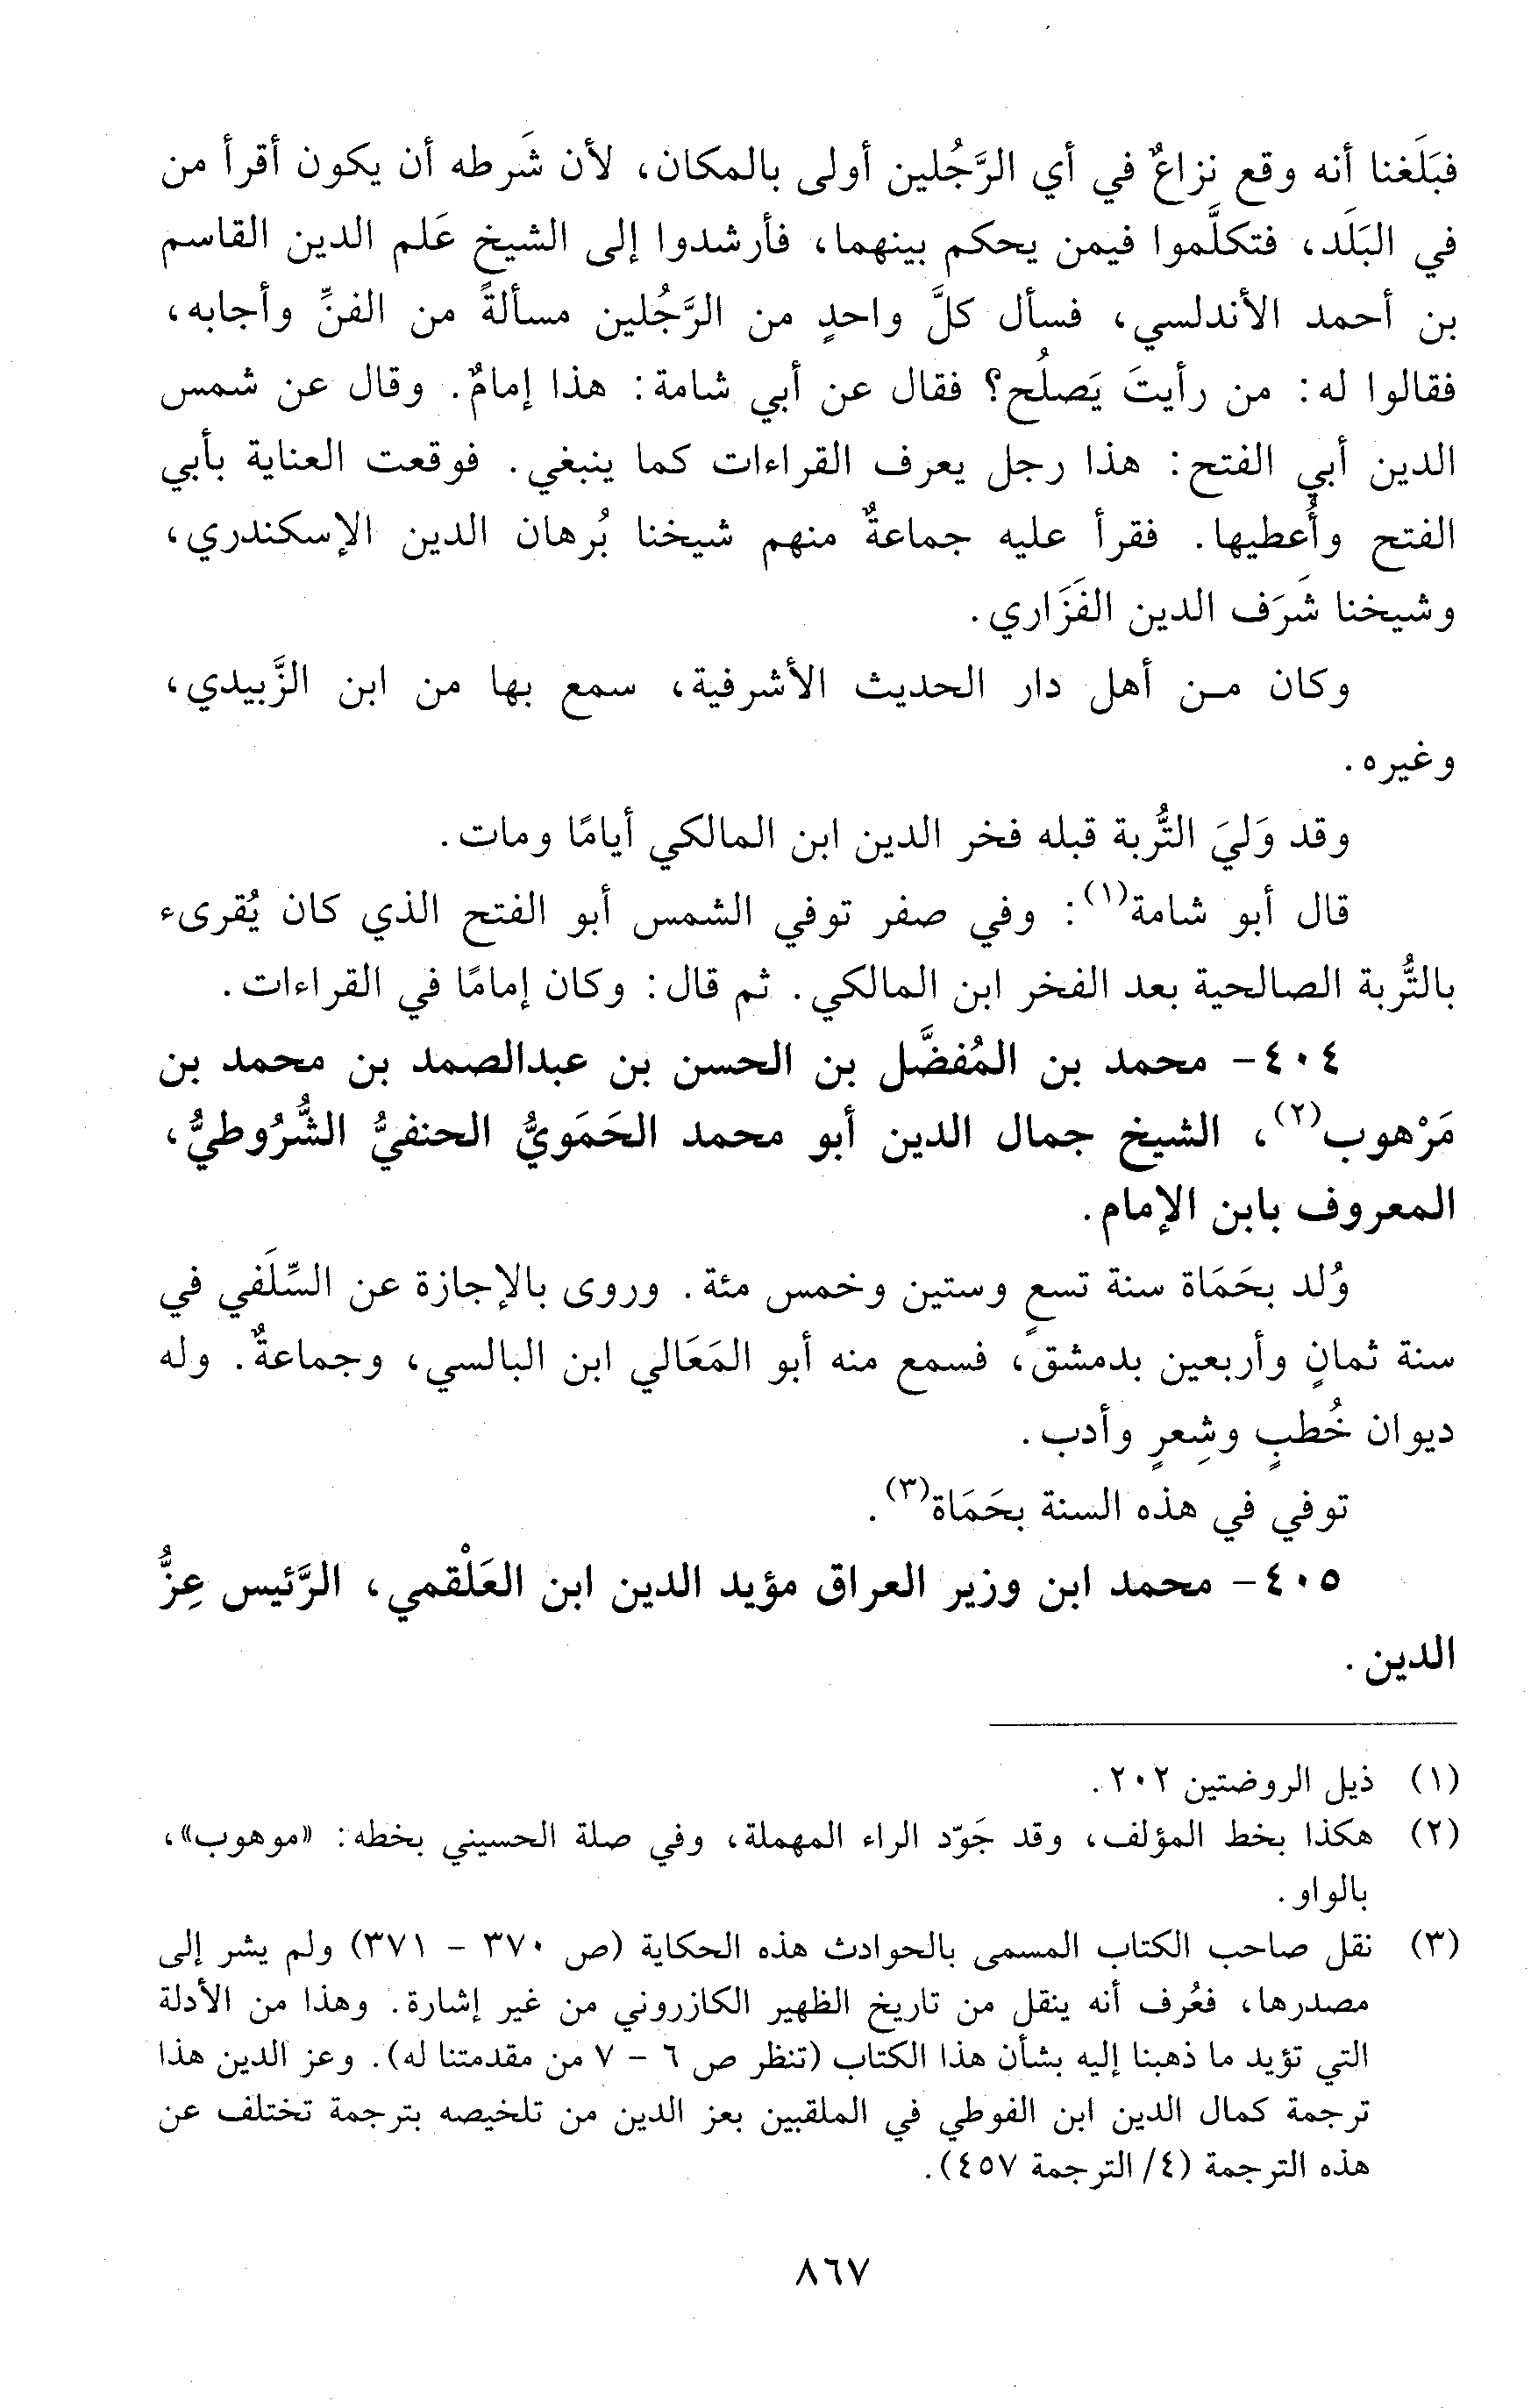 فبَلَغنا أنه وقع نزاعٌ في أي الرَّجُلين أولى بالمكان، لأن شَرطه أن يكون أقرأ من
في البَلَد، فتكلَّموا فيمن يحكم بينهما، فأرشدوا إلى الشيخ عَلم الدين القاسم
بن أحمد الأندلسي، فسأل كلَّ واحدٍ من الرَّجُلين مسألةً من الفنِّ وأجابه،
فقالوا له: من رأيتَ يَصلُح؟ فقال عن أبي شامة: هذا إمامٌ. وقال عن شمس
الدين أبي الفتح: هذا رجل يعرف القراءات كما ينبغي. فوقعت العناية بأبي
الفتح وأُعطيها. فقرأ عليه جماعةٌ منهم شيخنا بُرهان الدين الإسكندري،
وشيخنا شَرَف الدين الفَزَاري.
وكان من أهل دار الحديث الأشرفية، سمع بها من ابن الزَّبيدي،
وغيره.
وقد وَليَ التُّربة قبله فخر الدين ابن المالكي أيامًا ومات.
قال أبو شامة(١): وفي صفر توفي الشمس أبو الفتح الذي كان يُقرىء
بالتُّربة الصالحية بعد الفخر ابن المالكي. ثم قال: وكان إمامًا في القراءات.
٤٠٤- محمد بن المُفضَّل بن الحسن بن عبدالصمد بن محمد بن
مَرْهوب(٢)، الشيخ جمال الدين أبو محمد الحَمَويُّ الحنفيُّ الشُّرُوطيُّ،
المعروف بابن الإمام.
وُلد بحَمَاة سنة تسعٍ وستين وخمس مئة. وروى بالإجازة عن السِّلَفي في
سنة ثمانٍ وأربعين بدمشق، فسمع منه أبو المَعَالي ابن البالسي، وجماعةٌ. وله
ديوان خُطبٍ وشِعرٍ وأدب.
توفي في هذه السنة بحَمَاة(٣).
٤٠٥- محمد ابن وزير العراق مؤيد الدين ابن العَلْقمي، الرَّئيس عِزُّ
الدين.
(١) ذيل الروضتين ٢٠٢.
(٢) هكذا بخط المؤلف، وقد جَوّد الراء المهملة، وفي صلة الحسيني بخطه: «موهوب»،
بالواو.
(٣) نقل صاحب الكتاب المسمى بالحوادث هذه الحكاية (ص ٣٧٠ - ٣٧١) ولم يشر إلى
مصدرها، فعُرف أنه ينقل من تاريخ الظهير الكازروني من غير إشارة. وهذا من الأدلة
التي تؤيد ما ذهبنا إليه بشأن هذا الكتاب (تنظر ص ٦ - ٧ من مقدمتنا له). وعز الدين هذا
ترجمة كمال الدين ابن الفوطي في الملقبين بعز الدين من تلخيصه بترجمة تختلف عن
هذه الترجمة (٤/ الترجمة ٤٥٧).
٨٦٧